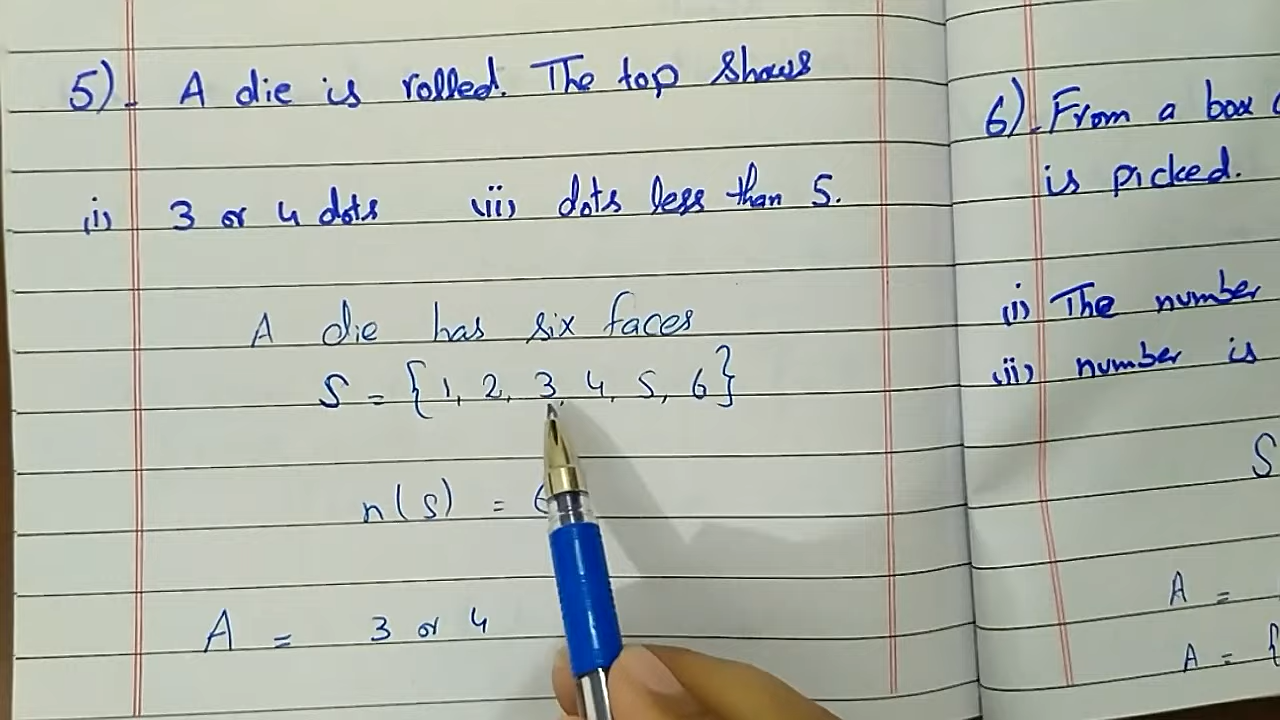 5). A die is rolled. The top shows
(i) 3 or 4 dots (ii) dots less than 5.
A die has six faces
S = {1, 2, 3, 4, 5, 6}
n(S) = 6
A = 3 or 4
6). From a box
is picked.
(i) The number
(ii) number is
S
A =
A = {